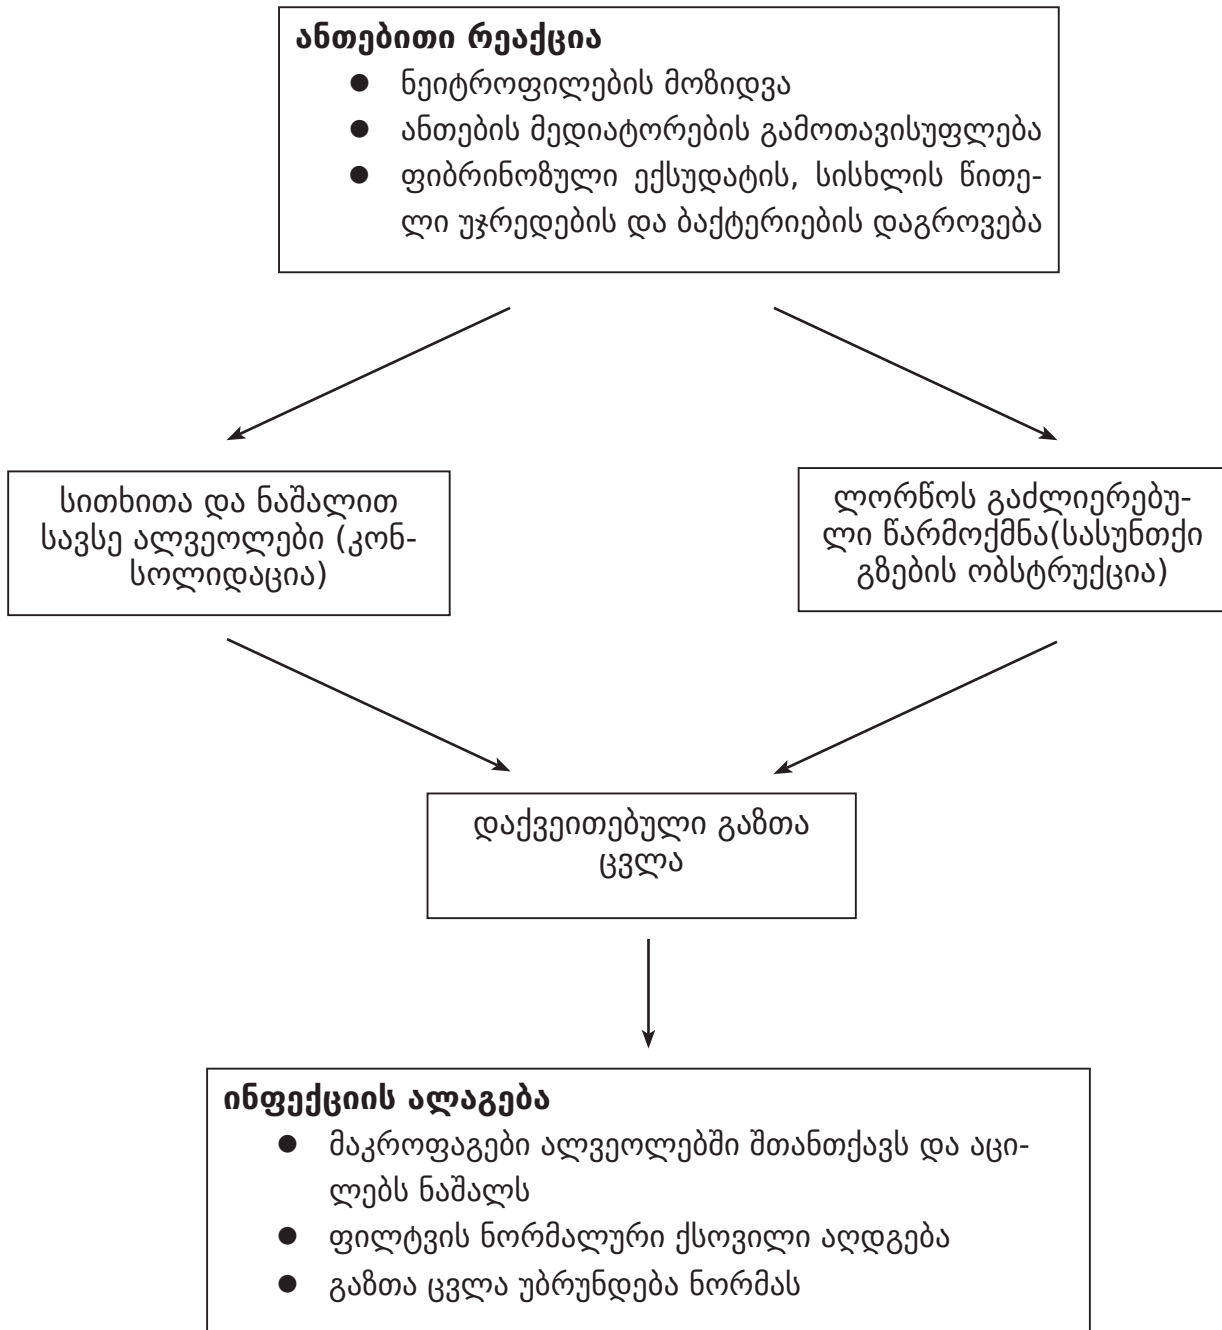 ანთებითი რეაქცია
● ნეიტროფილების მოზიდვა
● ანთების მედიატორების გამოთავისუფლება
● ფიბრინოზული ექსუდატის, სისხლის წითე-
ლი უჯრედების და ბაქტერიების დაგროვება
სითხითა და ნაშალით
სავსე ალვეოლები (კონ-
სოლიდაცია)
ლორწოს გაძლიერებუ-
ლი წარმოქმნა(სასუნთქი
გზების ობსტრუქცია)
დაქვეითებული გაზთა
ცვლა
ინფექციის ალაგება
● მაკროფაგები ალვეოლებში შთანთქავს და აცი-
ლებს ნაშალს
● ფილტვის ნორმალური ქსოვილი აღდგება
● გაზთა ცვლა უბრუნდება ნორმას